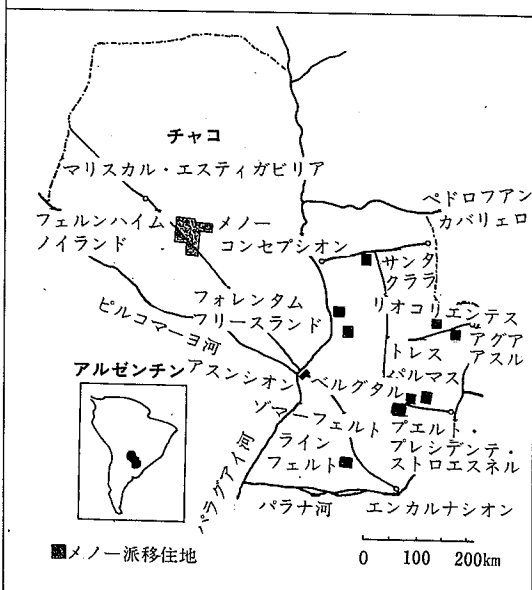 チャコ
マリスカル・エスティガビリア
ペドロフアン
カバリェロ
フェルンハイム
ノイランド
メノー
コンセプシオン
サンタ
クララ
フォレンダム
フリースランド
リオコリエンテス
アグア
アスル
ピルコマーヨ河
トレス
パルマス
アルゼンチン
アスンシオン
ベルグタル
ゾマーフェルト
プエルト・
プレシデンテ・
ストロエスネル
ライン
フェルト
パラグアイ河
パラナ河
エンカルナシオン
■メノー派移住地
0 100 200km